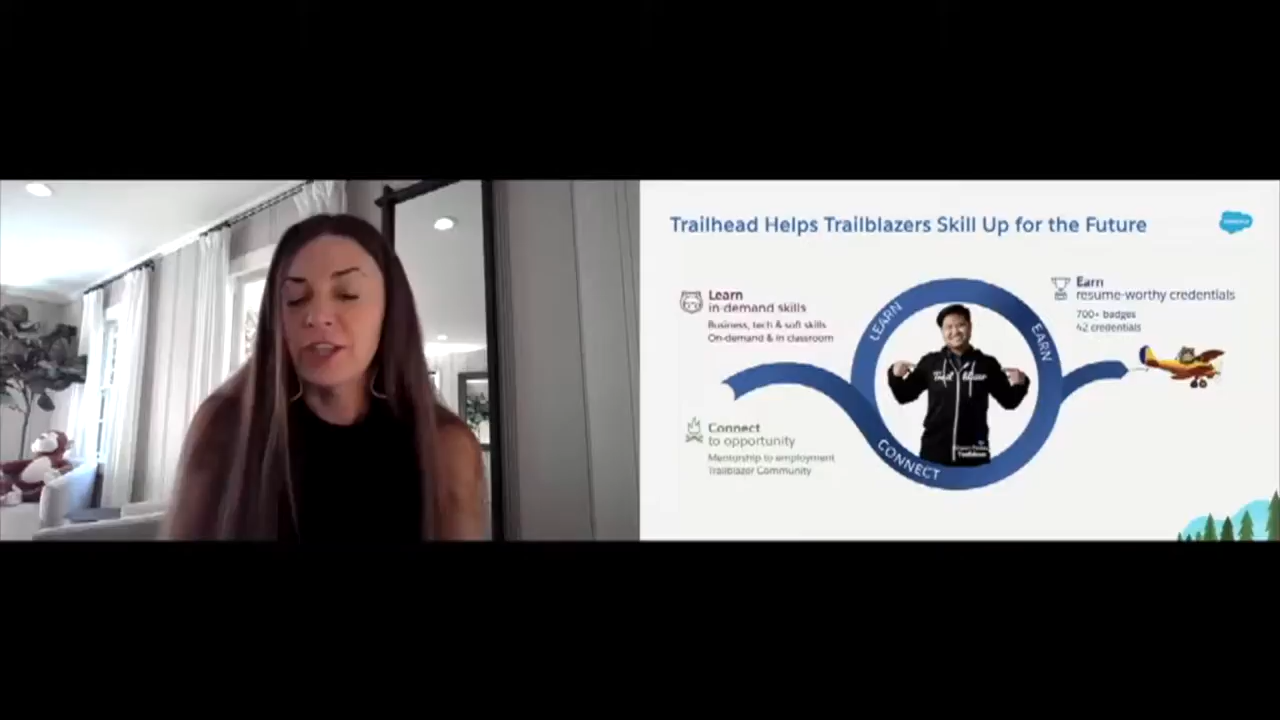 Trailhead Helps Trailblazers Skill Up for the Future
Learn
in-demand skills
Business, tech & soft skills
On-demand & in classroom
Earn
resume-worthy credentials
700+ badges
42 credentials
LEARN
EARN
CONNECT
Connect
to opportunity
Mentorship to employment
Trailblazer Community